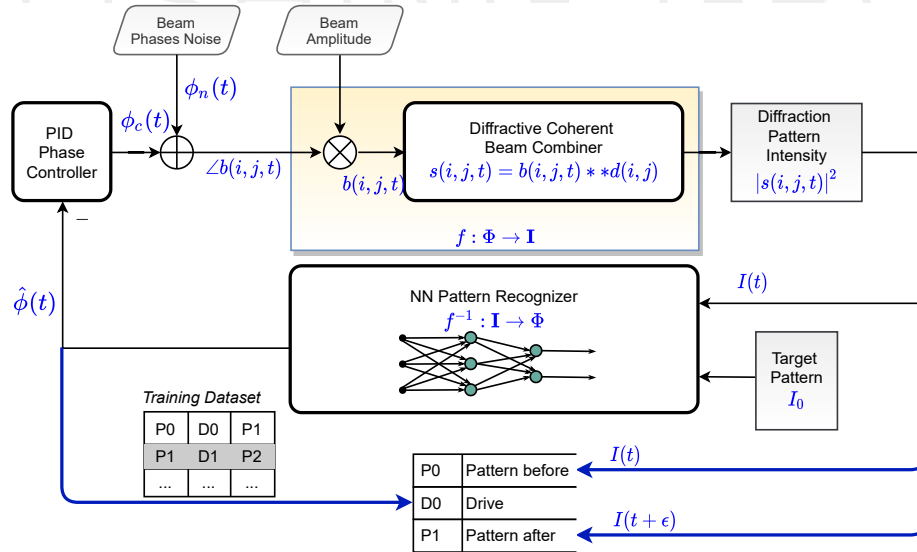 Beam
Phases Noise
Beam
Amplitude
ϕₙ(t)
PID
Phase
Controller
ϕ_c(t)
∠b(i, j, t)
b(i, j, t)
Diffractive Coherent
Beam Combiner
s(i, j, t) = b(i, j, t) ∗ ∗d(i, j)
f : Φ → I
Diffraction
Pattern
Intensity
|s(i, j, t)|²
−
ϕ̂(t)
NN Pattern Recognizer
f⁻¹ : I → Φ
I(t)
Target
Pattern
I₀
Training Dataset
P0 D0 P1
P1 D1 P2
... ... ...
P0 Pattern before
D0 Drive
P1 Pattern after
I(t)
I(t + ϵ)